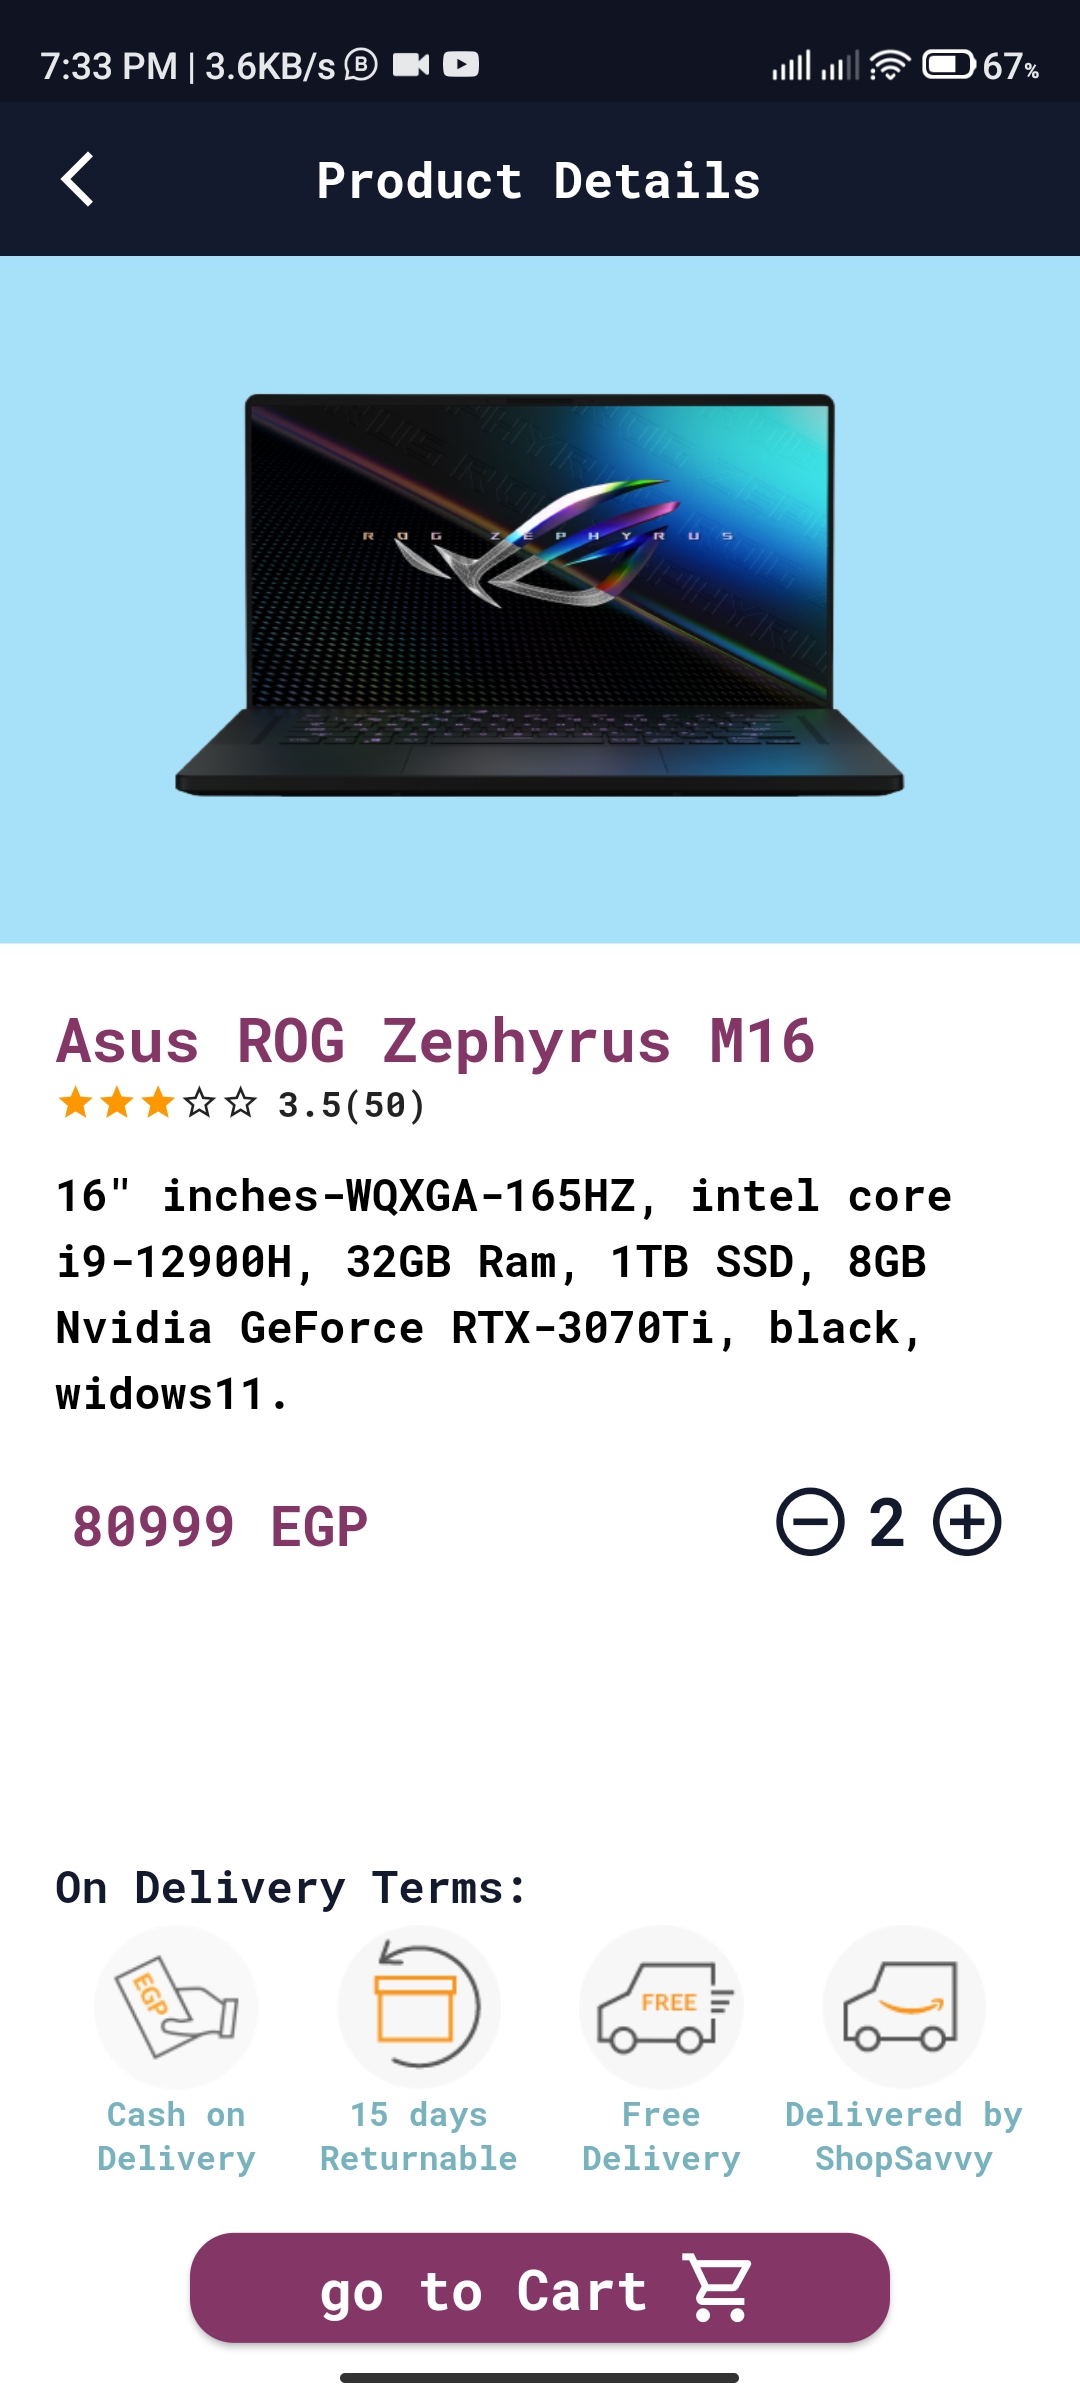 7:33 PM | 3.6KB/s B 67%
Product Details
ROG ZEPHYRUS
Asus ROG Zephyrus M16
3.5(50)
16" inches-WQXGA-165HZ, intel core
i9-12900H, 32GB Ram, 1TB SSD, 8GB
Nvidia GeForce RTX-3070Ti, black,
widows11.
80999 EGP 2
On Delivery Terms:
EGP FREE
Cash on 15 days Free Delivered by
Delivery Returnable Delivery ShopSavvy
go to Cart